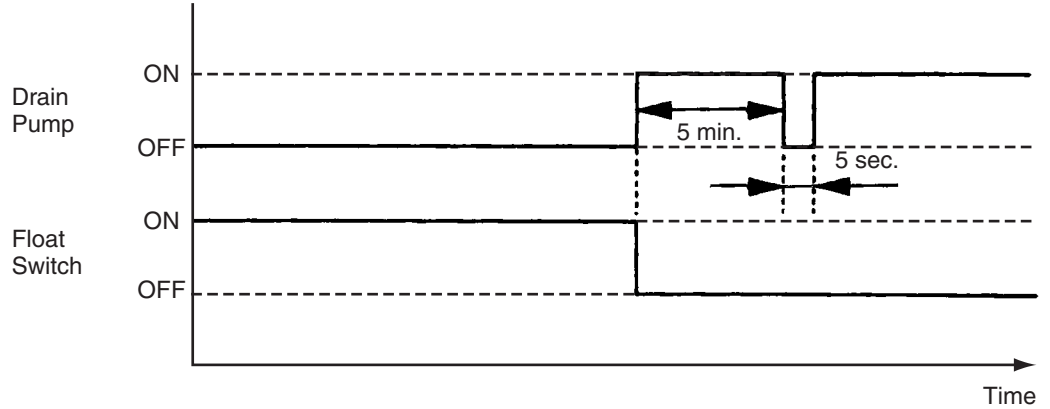 Drain
Pump
ON
OFF
5 min.
5 sec.
Float
Switch
ON
OFF
Time